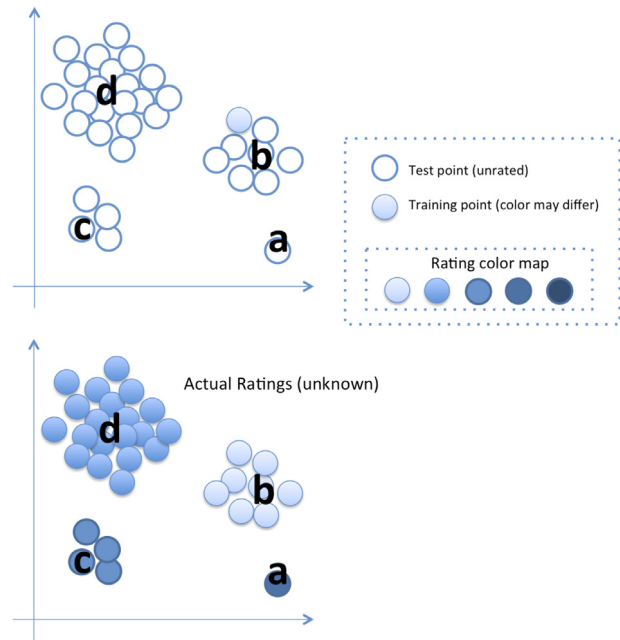 d
b
c
a
Test point (unrated)
Training point (color may differ)
Rating color map
Actual Ratings (unknown)
d
b
c
a